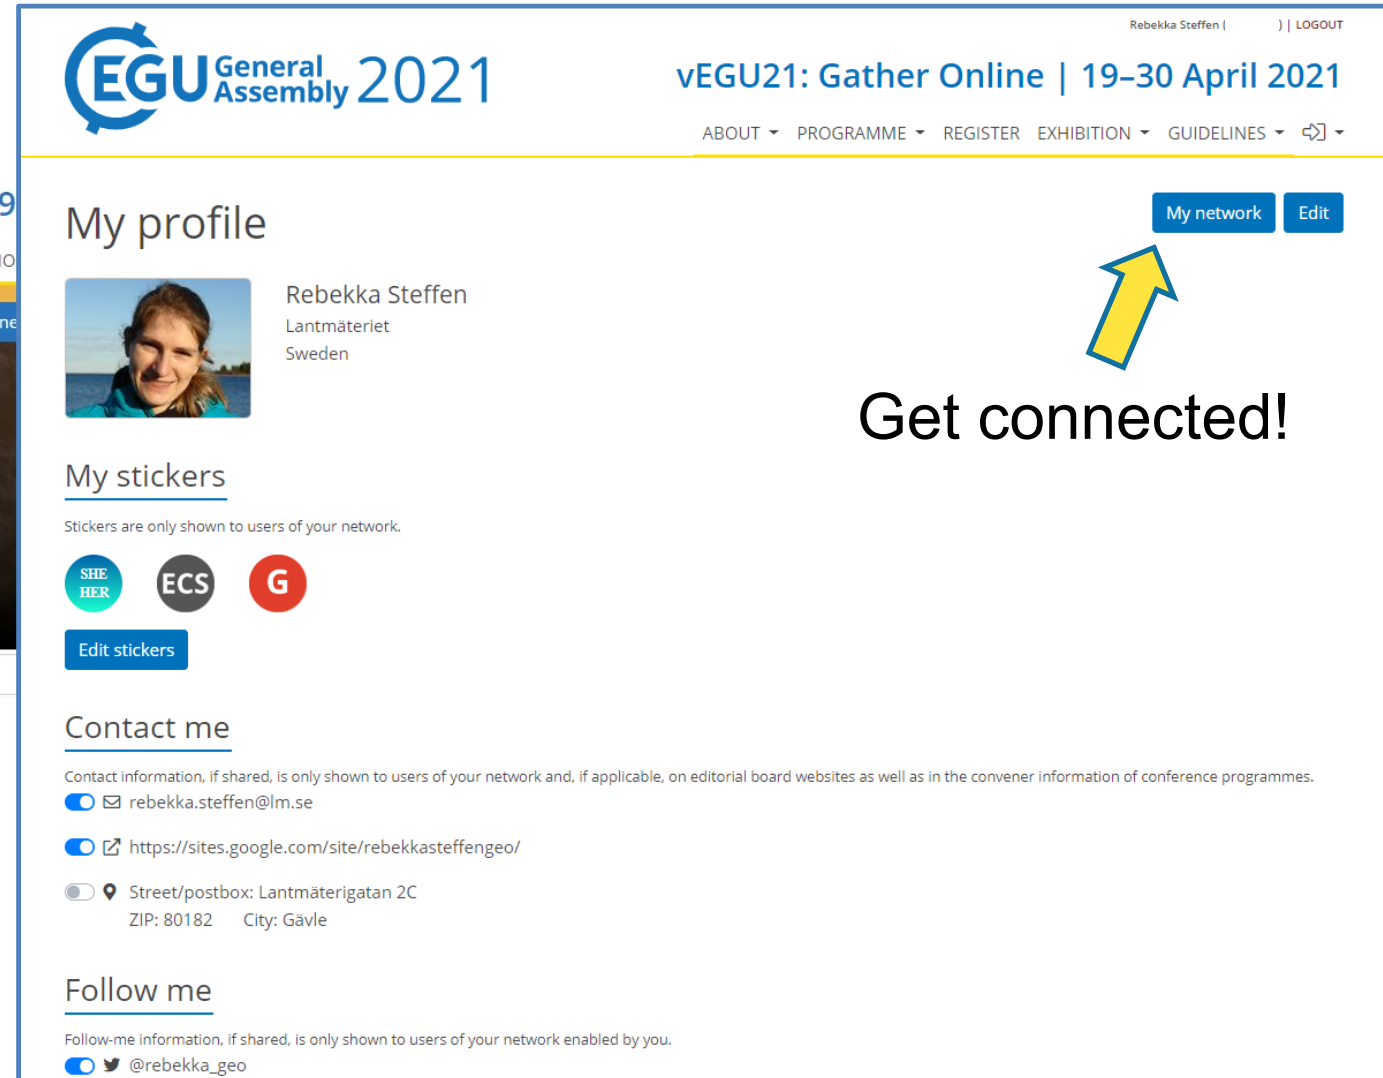 Rebekka Steffen ( ) | LOGOUT
EGU General Assembly 2021
vEGU21: Gather Online | 19–30 April 2021
ABOUT PROGRAMME REGISTER EXHIBITION GUIDELINES
My profile
My network Edit
Rebekka Steffen
Lantmäteriet
Sweden
Get connected!
My stickers
Stickers are only shown to users of your network.
SHE HER ECS G
Edit stickers
Contact me
Contact information, if shared, is only shown to users of your network and, if applicable, on editorial board websites as well as in the convener information of conference programmes.
rebekka.steffen@lm.se
https://sites.google.com/site/rebekkasteffengeo/
Street/postbox: Lantmäterigatan 2C
ZIP: 80182 City: Gävle
Follow me
Follow-me information, if shared, is only shown to users of your network enabled by you.
@rebekka_geo